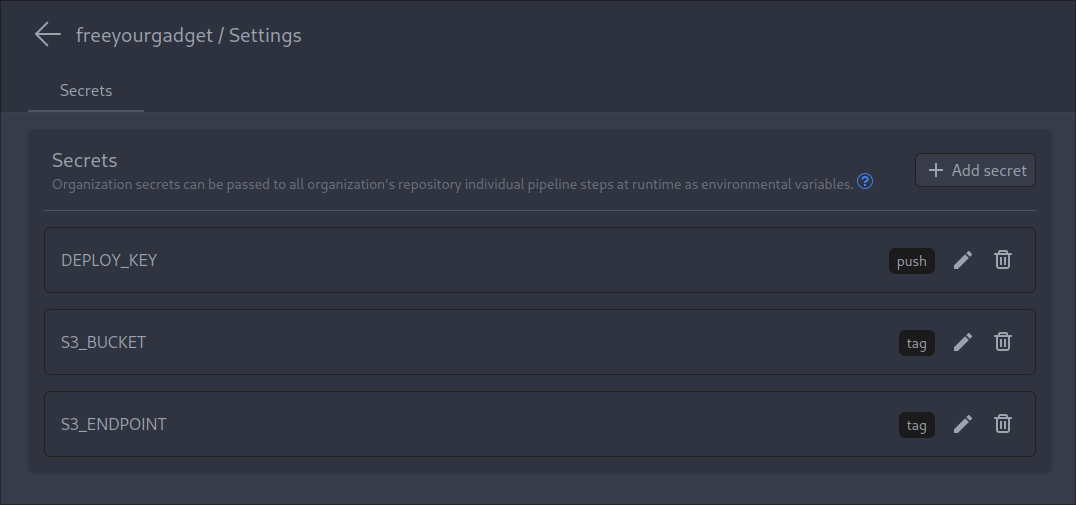 freeyourgadget / Settings
Secrets
Secrets
Organization secrets can be passed to all organization's repository individual pipeline steps at runtime as environmental variables. ?
+ Add secret
DEPLOY_KEY push
S3_BUCKET tag
S3_ENDPOINT tag